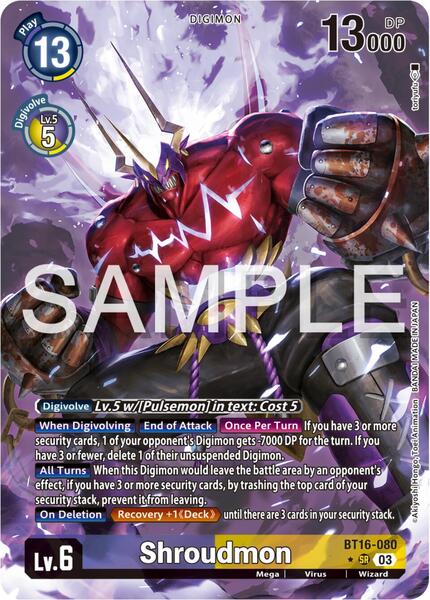 DIGIMON
Play
13
13000 DP
Digivolve
Lv.5
5
toriyufu
SAMPLE
©Akiyoshi Hongo, Toei Animation BANDAI MADE IN JAPAN
Digivolve Lv.5 w/[Pulsemon] in text: Cost 5
When Digivolving End of Attack Once Per Turn If you have 3 or more
security cards, 1 of your opponent's Digimon gets -7000 DP for the turn. If you
have 3 or fewer, delete 1 of their unsuspended Digimon.
All Turns When this Digimon would leave the battle area by an opponent's
effect, if you have 3 or more security cards, by trashing the top card of your
security stack, prevent it from leaving.
On Deletion Recovery +1《Deck》 until there are 3 cards in your security stack.
BT16-080
Lv.6 Shroudmon
SR 03
Mega Virus Wizard